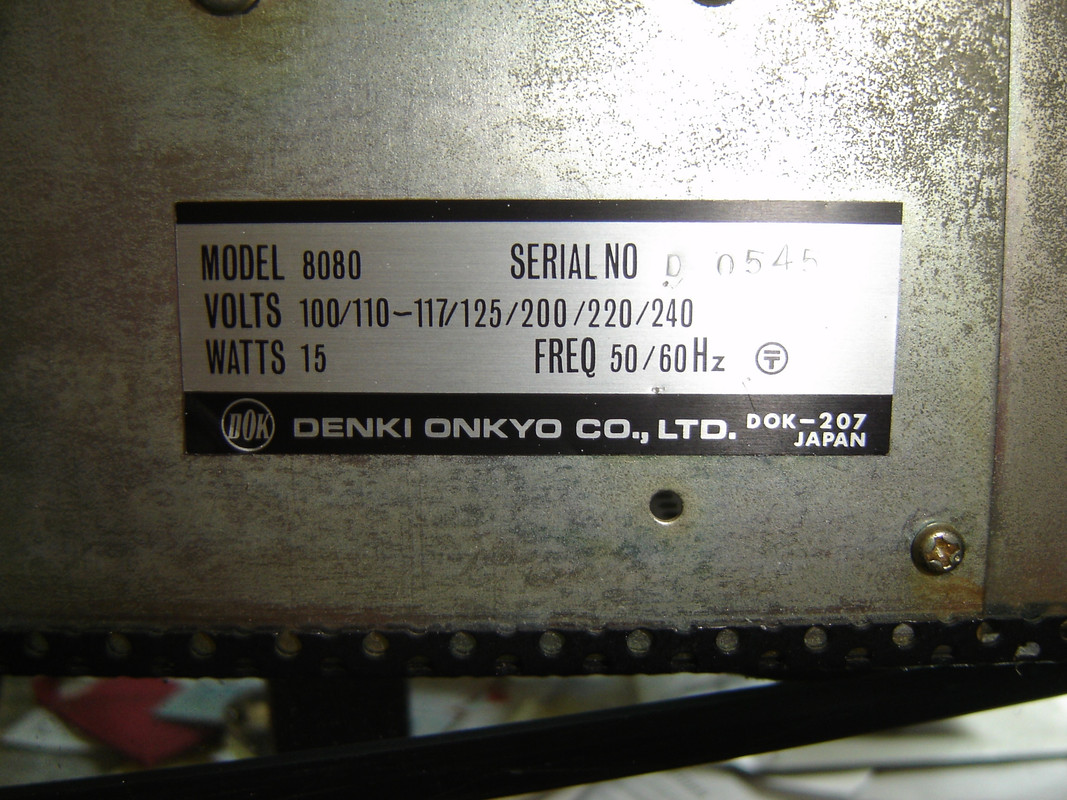 MODEL 8080 SERIAL NO D 0545
VOLTS 100/110~117/125/200/220/240
WATTS 15 FREQ 50/60Hz 〒
DOK DENKI ONKYO CO., LTD. DOK-207
JAPAN